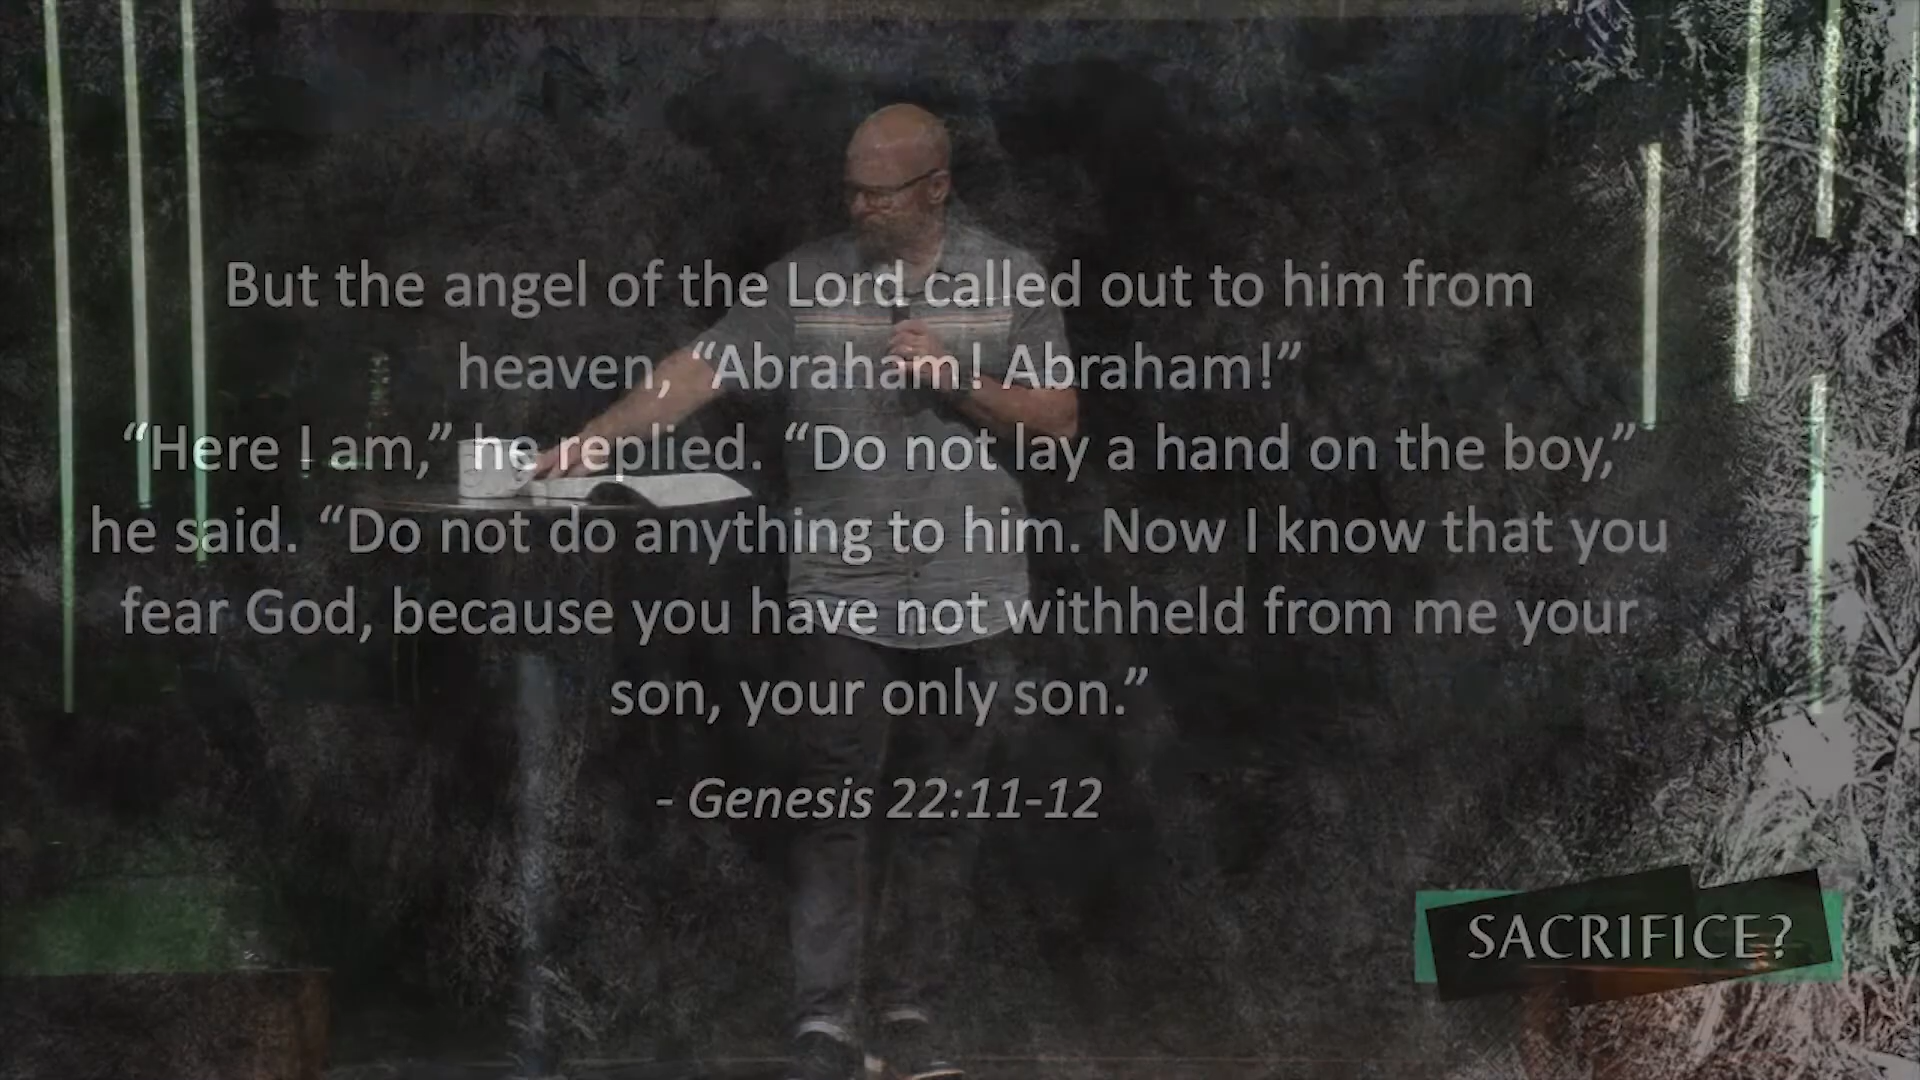 But the angel of the Lord called out to him from
heaven, “Abraham! Abraham!”
“Here I am,” he replied.  “Do not lay a hand on the boy,”
he said. “Do not do anything to him. Now I know that you
fear God, because you have not withheld from me your
son, your only son.”
- Genesis 22:11-12
SACRIFICE?